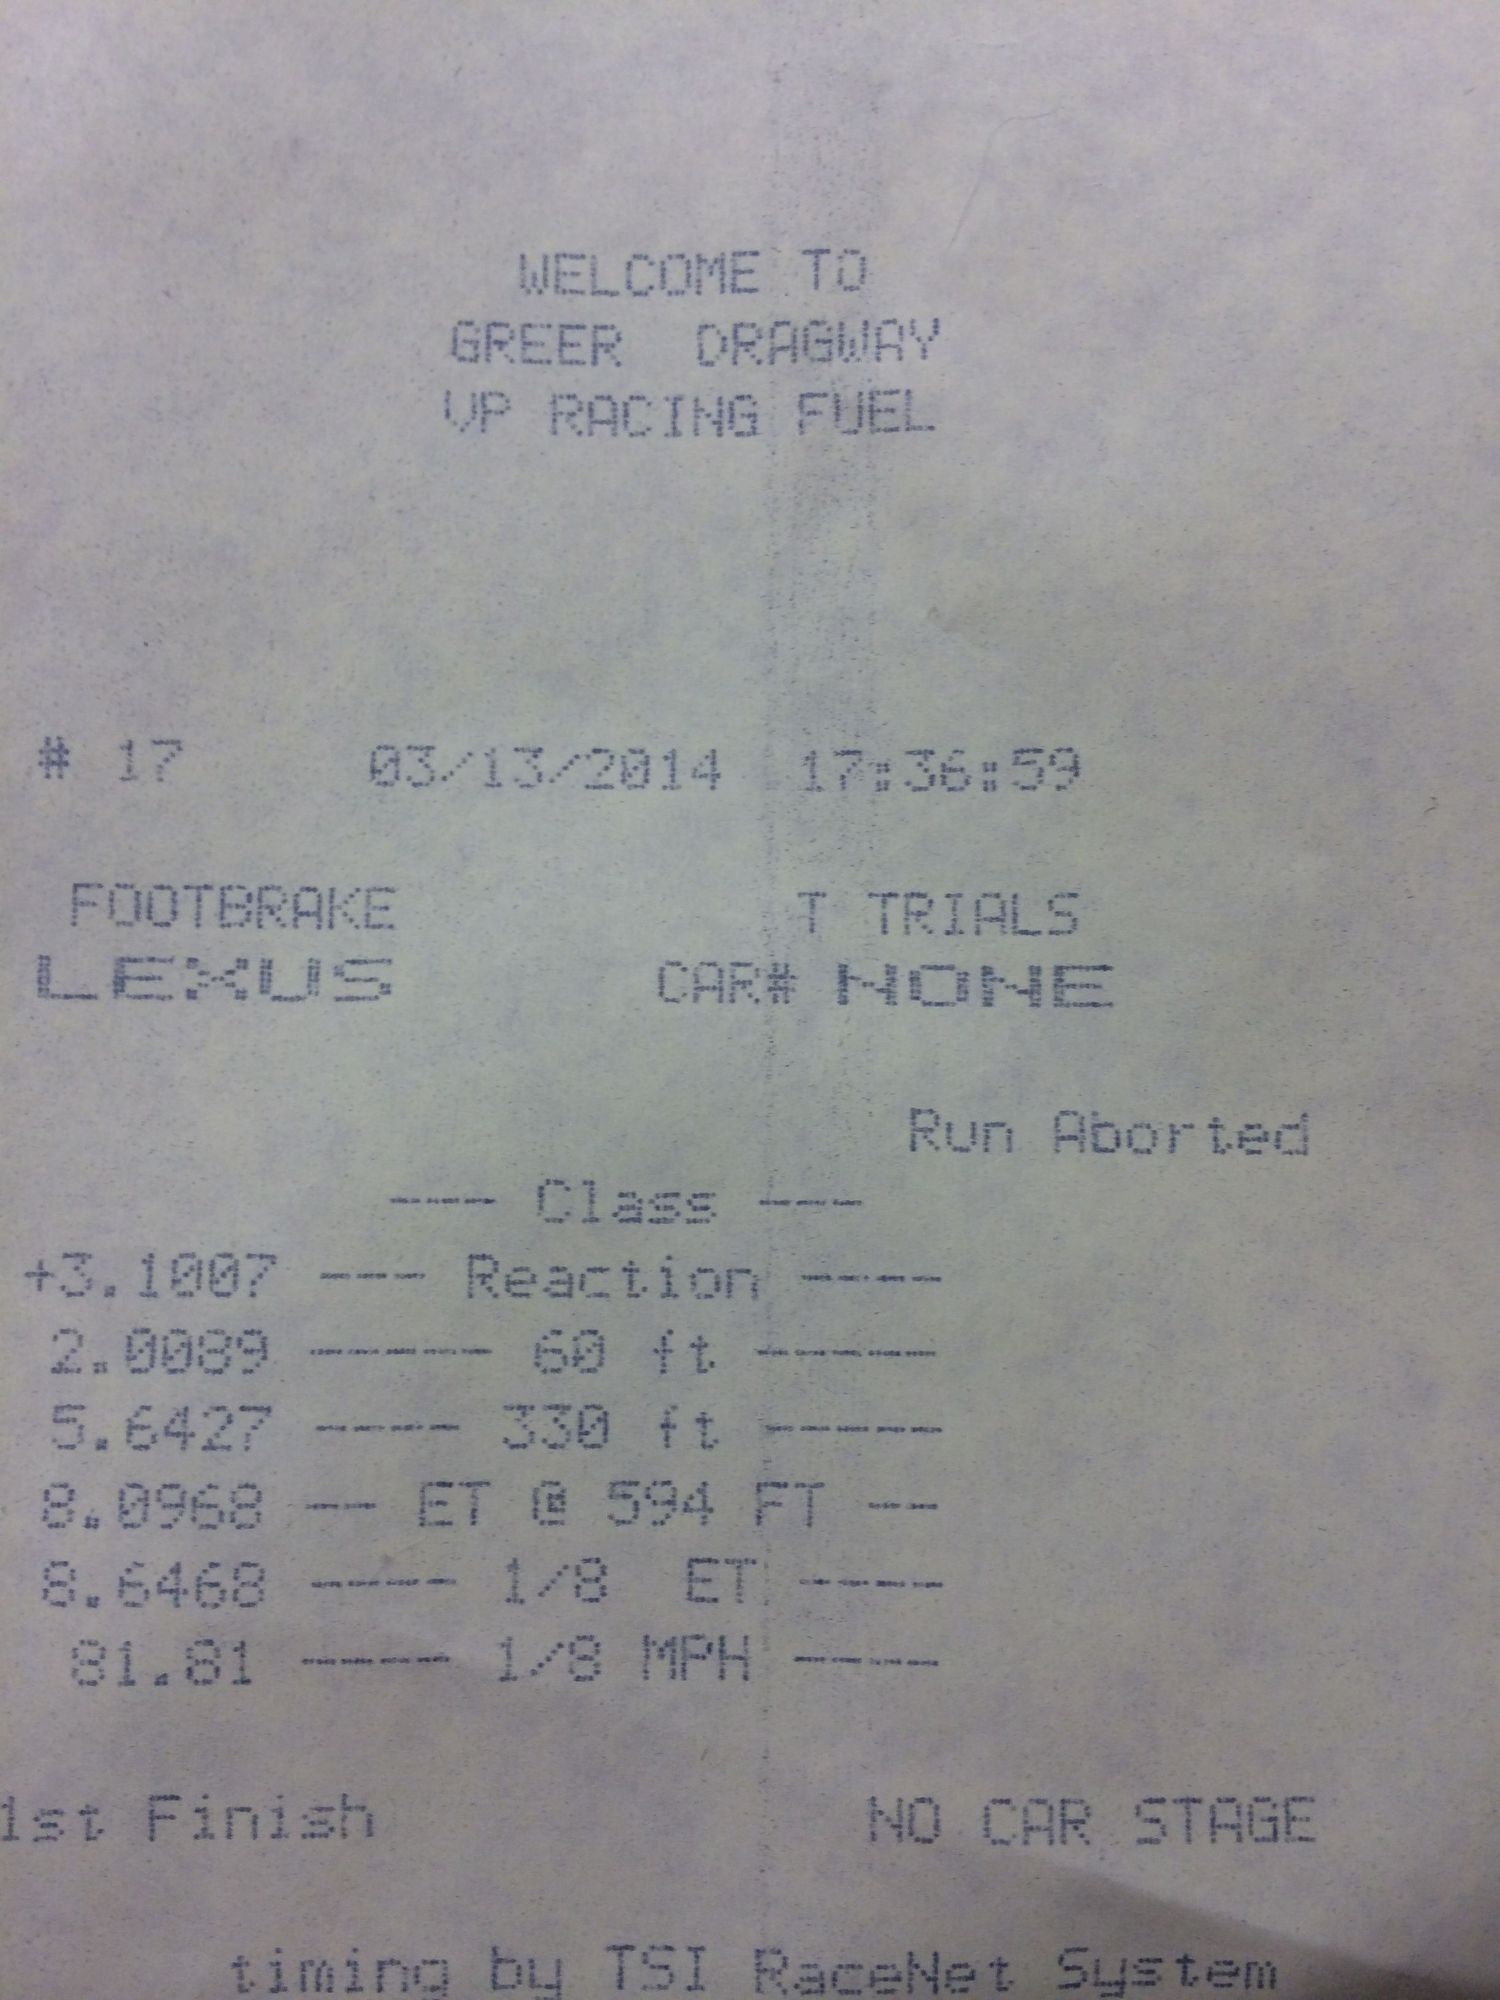 WELCOME TO
GREER DRAGWAY
VP RACING FUEL
# 17 03/13/2014 17:36:59
FOOTBRAKE T TRIALS
LEXUS CAR# NONE
Run Aborted
--- Class ---
+3.1007 --- Reaction ----
2.0089 ----- 60 ft -----
5.6427 ---- 330 ft -----
8.0968 -- ET @ 594 FT --
8.6468 ---- 1/8 ET ----
81.81 ---- 1/8 MPH ----
1st Finish NO CAR STAGE
timing by TSI RaceNet System